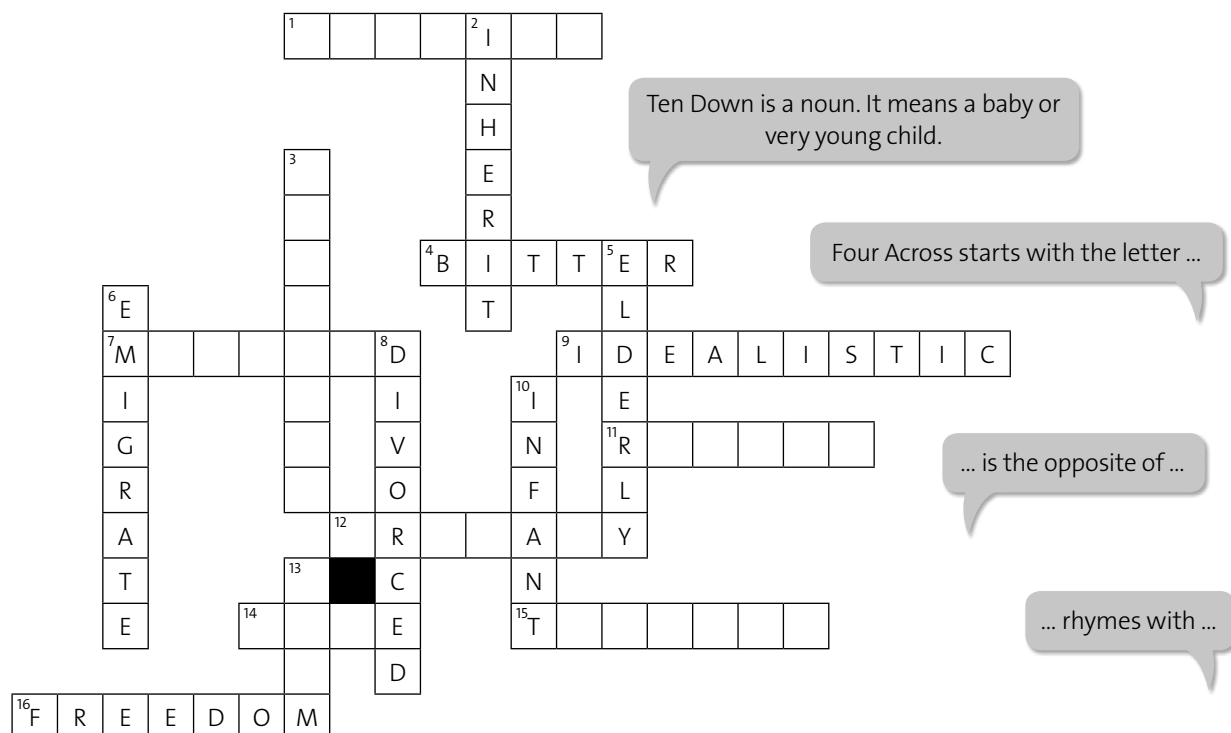 1 2 I
N
H
3 E
R
4 B I T T 5 E R
6 E T L
7 M 8 D 9 I D E A L I S T I C
I I 10 I E
G V N 11 R
R O F L
A 12 R A Y
T 13 C N
E 14 E 15 T
D
16 F R E E D O M
Ten Down is a noun. It means a baby or
very young child.
Four Across starts with the letter ...
... is the opposite of ...
... rhymes with ...